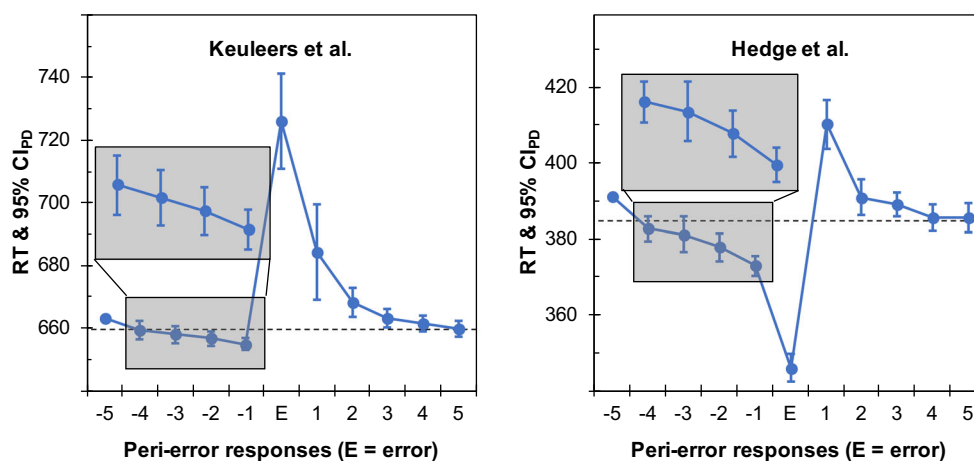 Keuleers et al.
RT & 95% CI_PD
740
720
700
680
660
-5 -4 -3 -2 -1 E 1 2 3 4 5
Peri-error responses (E = error)
Hedge et al.
RT & 95% CI_PD
420
400
380
360
-5 -4 -3 -2 -1 E 1 2 3 4 5
Peri-error responses (E = error)